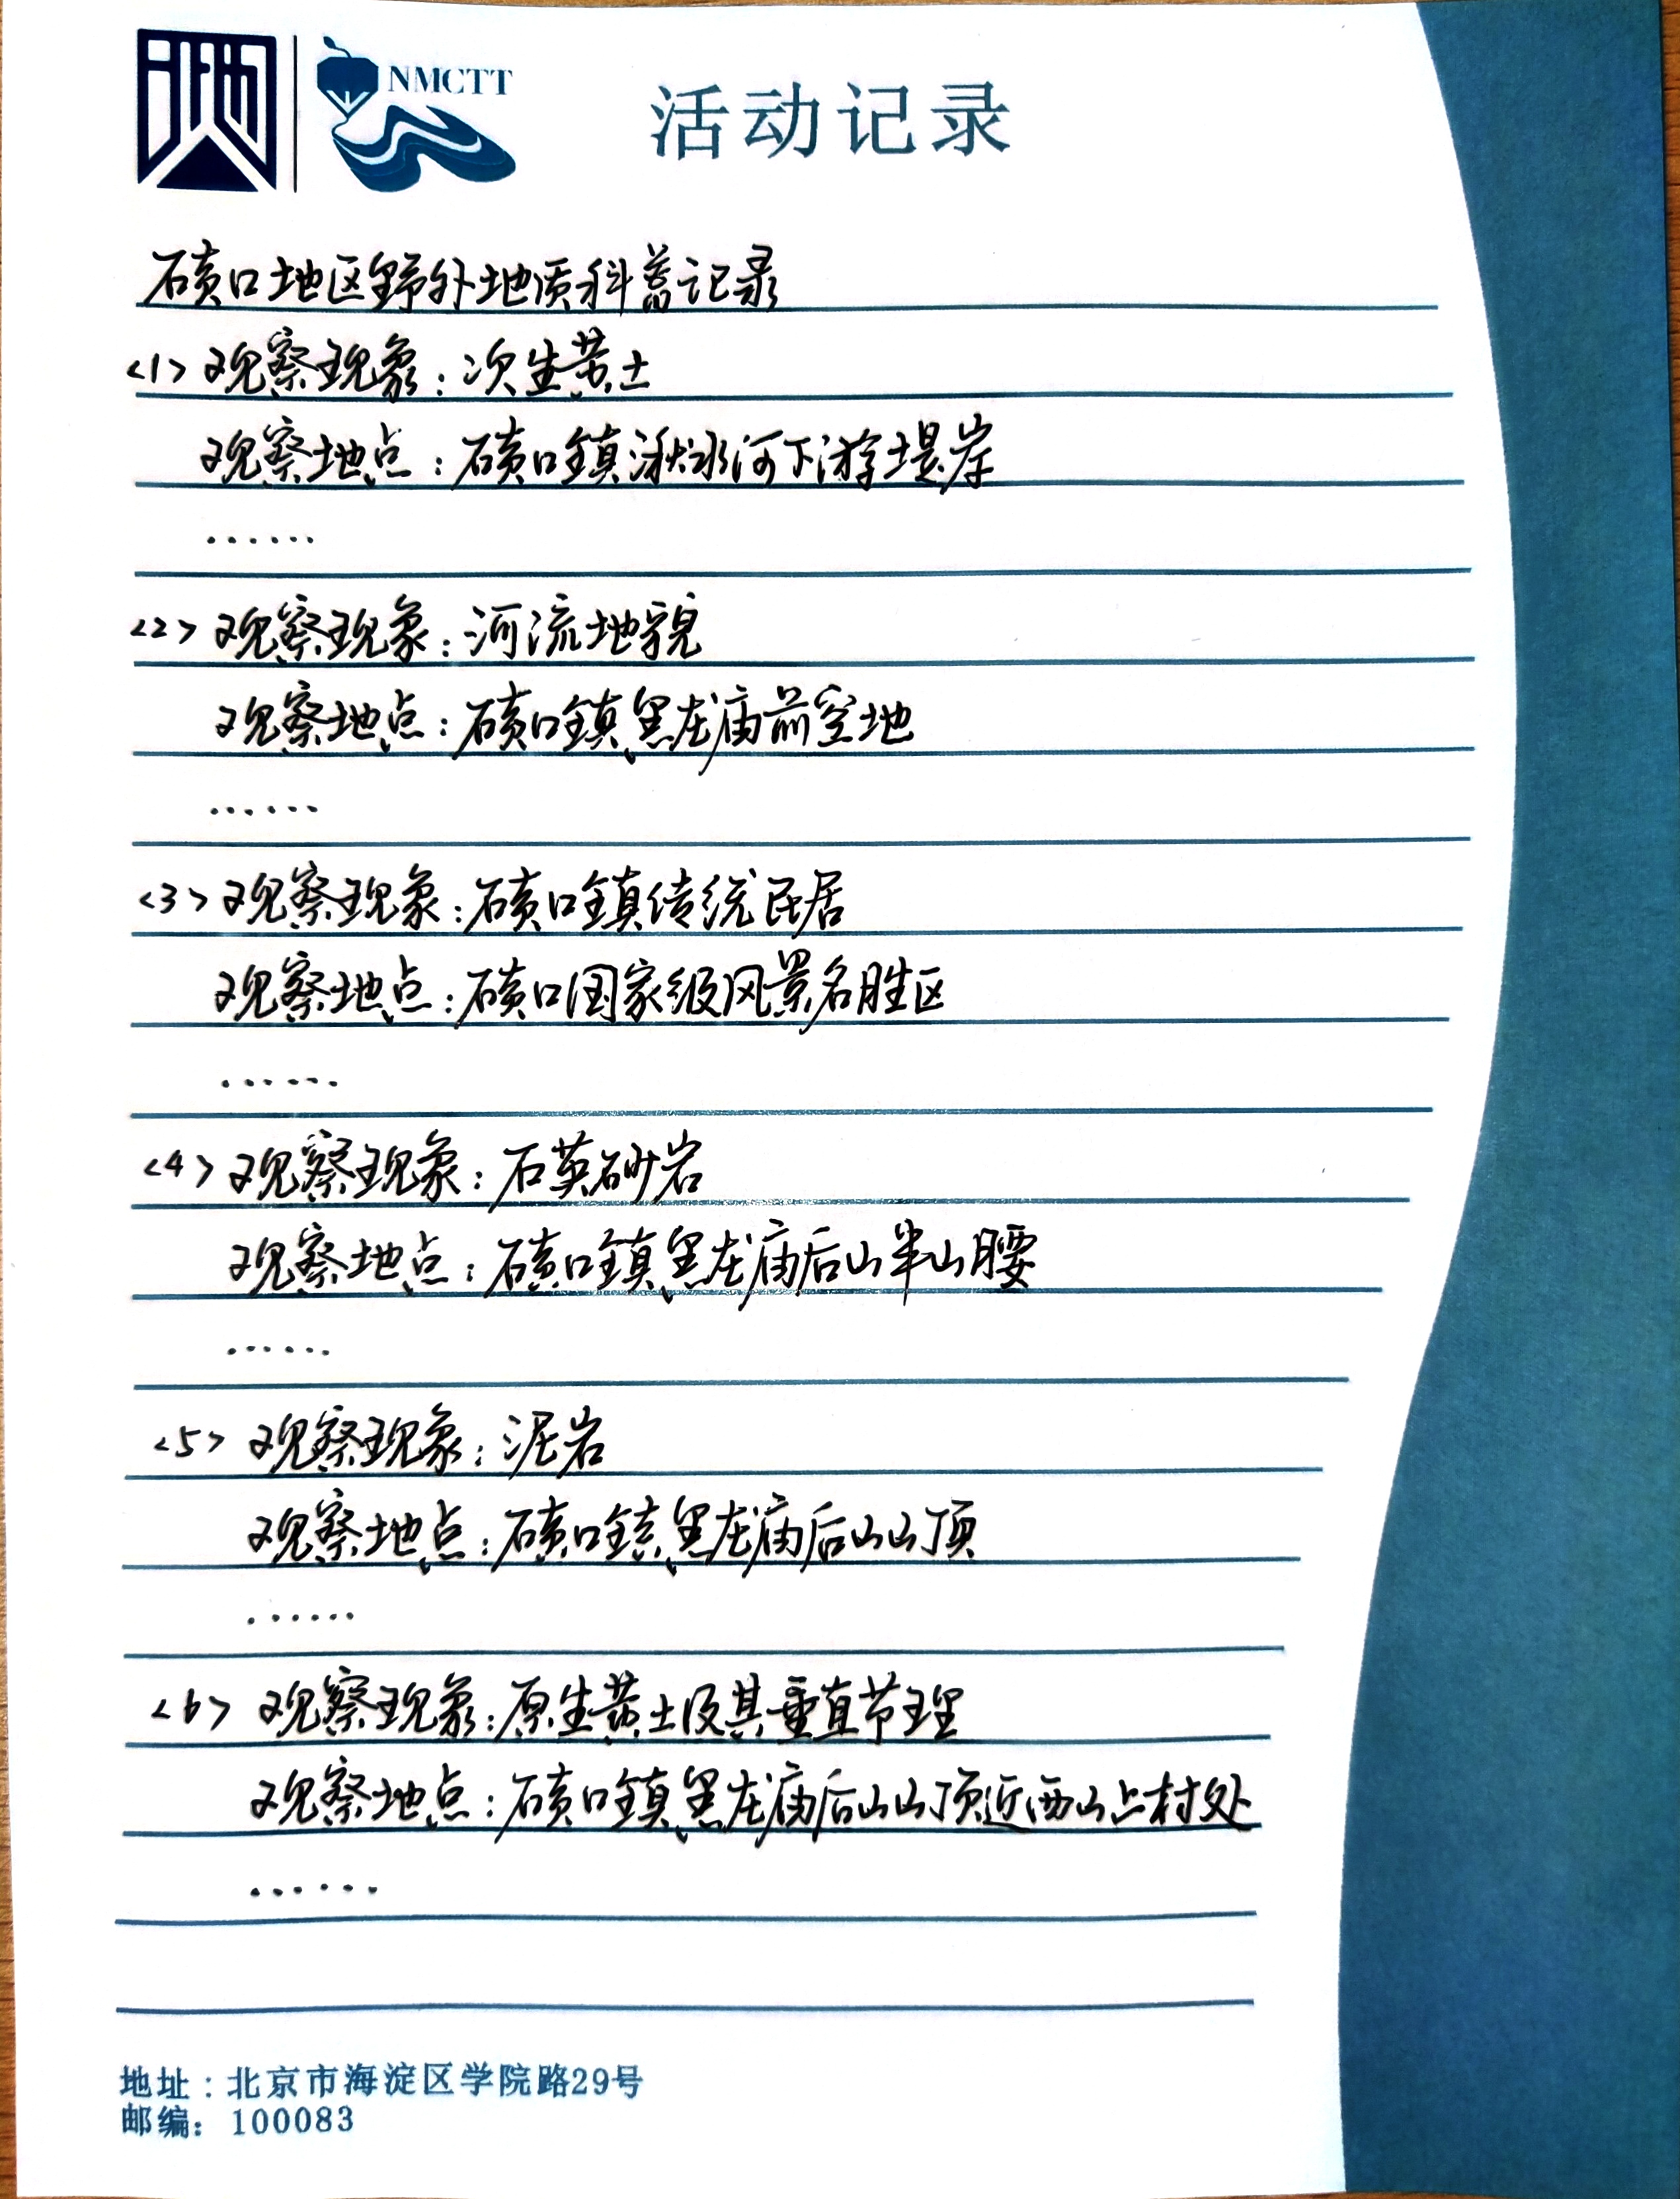 NMCTT
活动记录
碛口地区野外地质科普记录
<1> 观察现象：次生黄土
观察地点：碛口镇湫水河下游堤岸
……
<2> 观察现象：河流地貌
观察地点：碛口镇黑龙庙前空地
……
<3> 观察现象：碛口镇传统民居
观察地点：碛口国家级风景名胜区
……
<4> 观察现象：石英砂岩
观察地点：碛口镇黑龙庙后山半山腰
……
<5> 观察现象：泥岩
观察地点：碛口镇黑龙庙后山山顶
……
<6> 观察现象：原生黄土及其垂直节理
观察地点：碛口镇黑龙庙后山山顶近西山上村处
……
地址：北京市海淀区学院路29号
邮编：100083